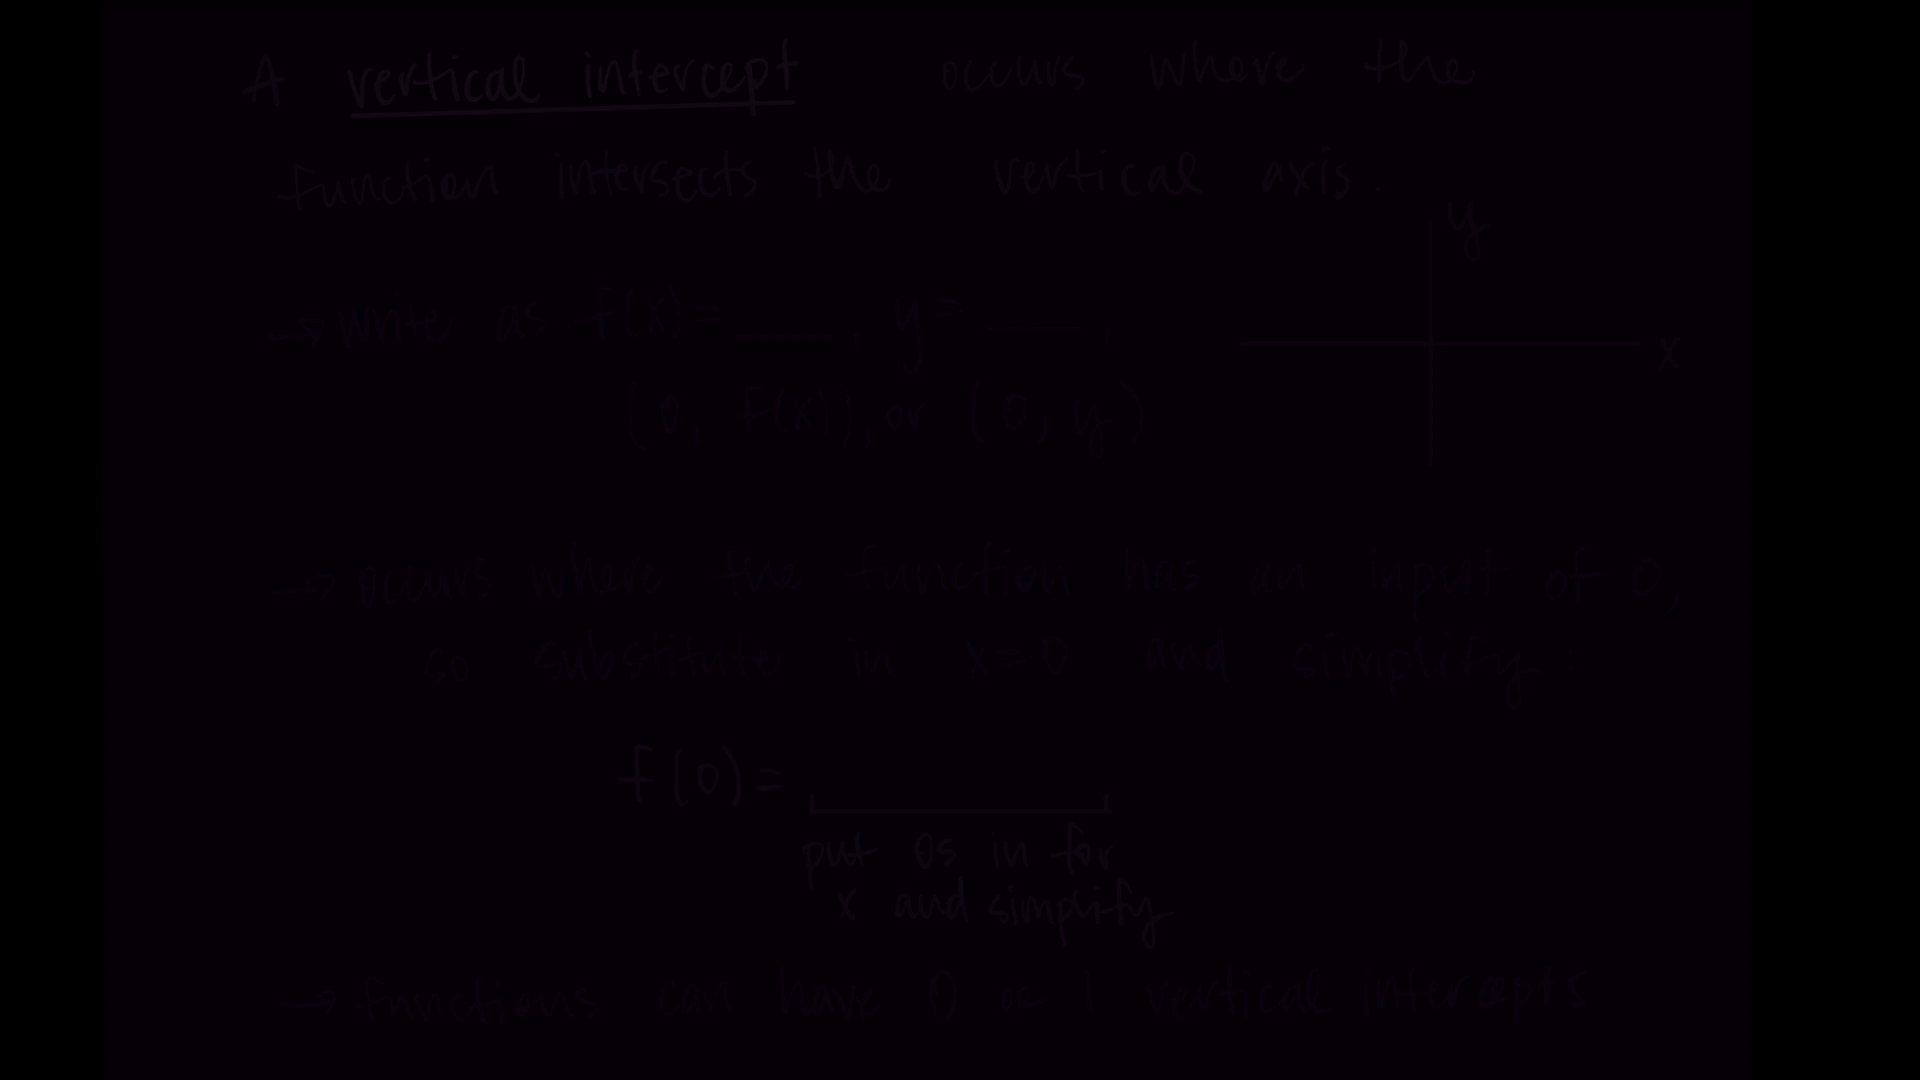 A vertical intercept occurs where the
function intersects the vertical axis.
y
→ write as f(x)= ___, y= ___,
x
(0, f(x)), or (0, y)
→ occurs where the function has an input of 0,
so substitute in x=0 and simplify:
f(0)= ___
put 0s in for
x and simplify
→ functions can have 0 or 1 vertical intercepts